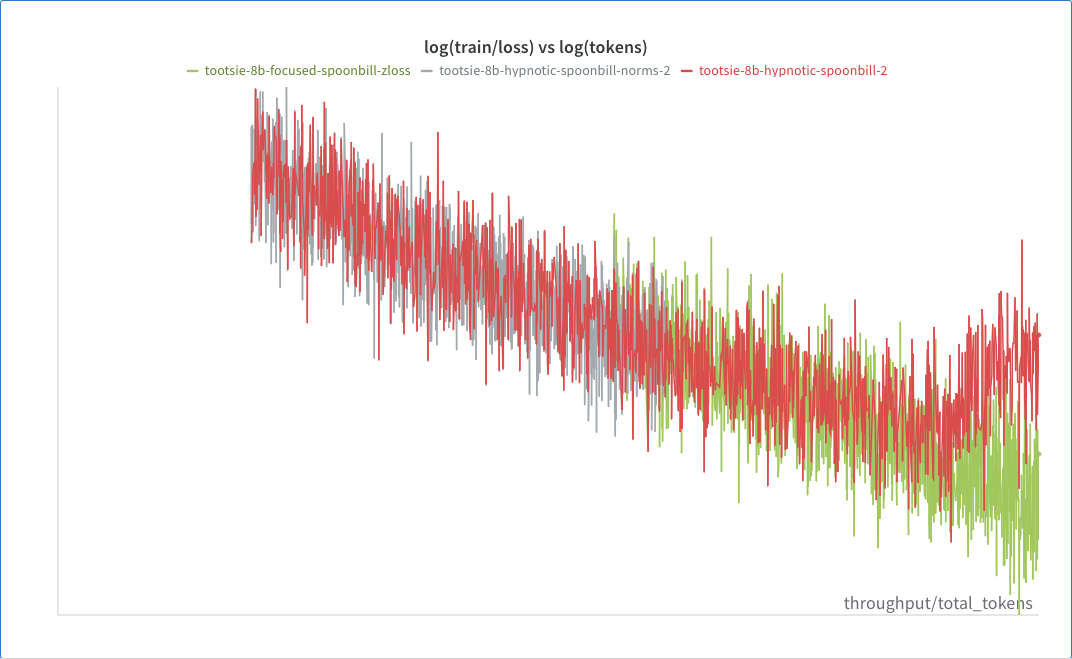 log(train/loss) vs log(tokens)
tootsie-8b-focused-spoonbill-zloss tootsie-8b-hypnotic-spoonbill-norms-2 tootsie-8b-hypnotic-spoonbill-2
throughput/total_tokens